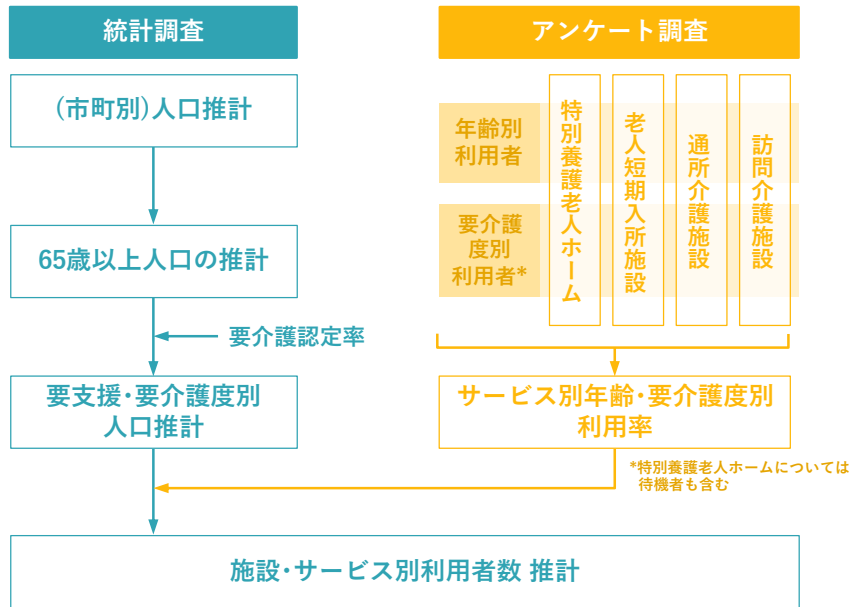 統計調査
(市町別)人口推計
65歳以上人口の推計
要介護認定率
要支援・要介護度別
人口推計
アンケート調査
年齢別
利用者
要介護
度別
利用者*
特別養護老人ホーム
老人短期入所施設
通所介護施設
訪問介護施設
サービス別年齢・要介護度別
利用率
*特別養護老人ホームについては
待機者も含む
施設・サービス別利用者数 推計